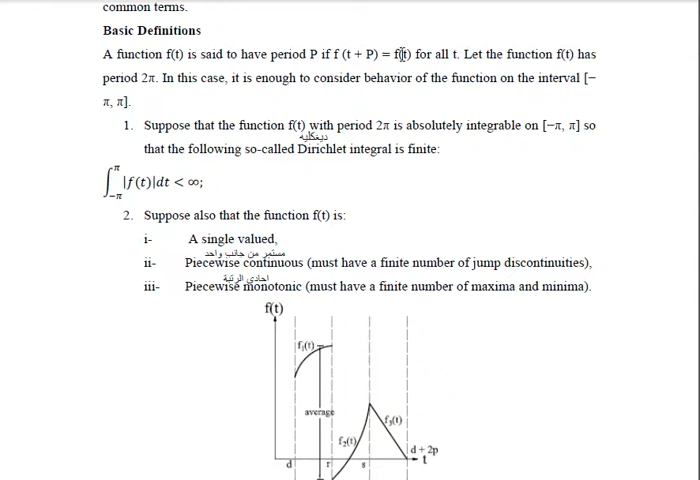 common terms.
Basic Definitions
A function f(t) is said to have period P if f (t + P) = f(t) for all t. Let the function f(t) has
period 2π. In this case, it is enough to consider behavior of the function on the interval [−
π, π].
1. Suppose that the function f(t) with period 2π is absolutely integrable on [−π, π] so
ديتكليه
that the following so-called Dirichlet integral is finite:
∫_{−π}^{π} |f(t)|dt < ∞;
2. Suppose also that the function f(t) is:
i- A single valued,
مستمر من جانب واحد
ii- Piecewise continuous (must have a finite number of jump discontinuities),
احادي الرتبة
iii- Piecewise monotonic (must have a finite number of maxima and minima).
f(t)
f₁(t)
average
f₃(t)
f₂(t)
d + 2p
d r s t